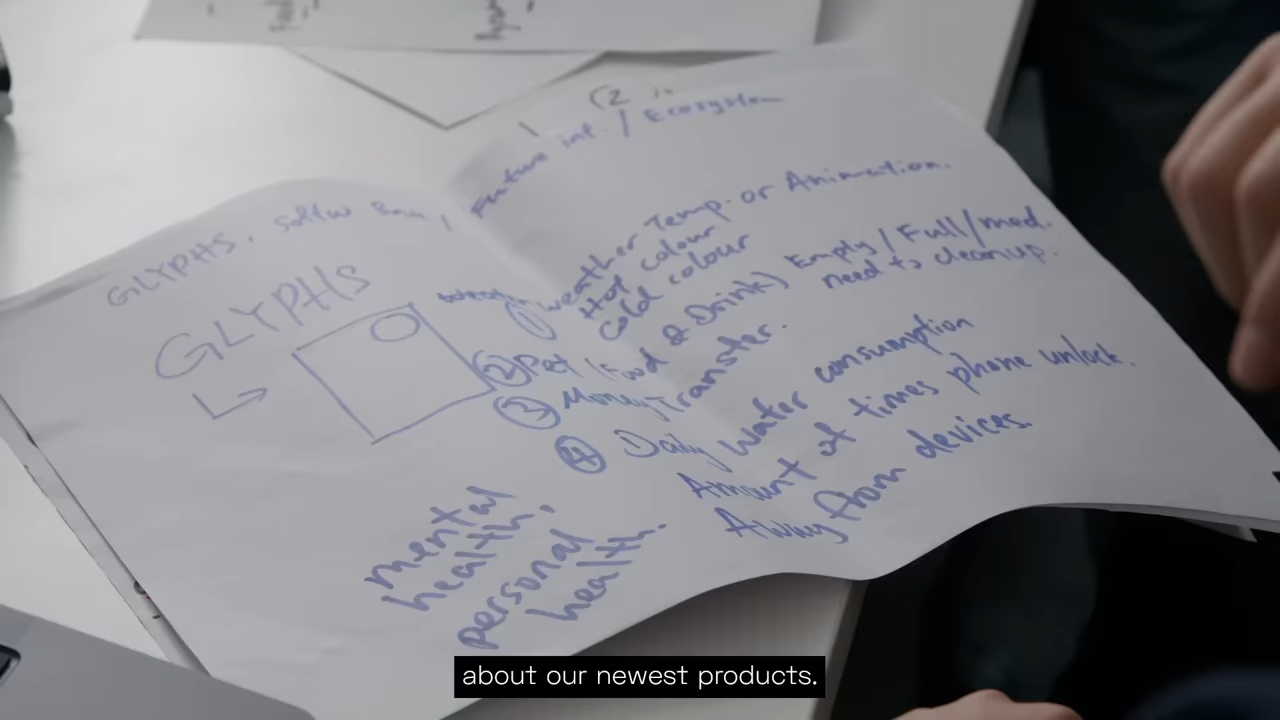 (2).
Future int. / Ecosystem
GLYPHS,
GLYPHS
① Weather Temp. or Animation.
Hot colour
cold colour
② Pet (Food & Drink) Empty / Full / med.
need to cleanup.
③ Money Transfer.
④ Daily Water consumption
Amount of times phone unlock.
Away from devices.
mental
health,
personal
health.
about our newest products.